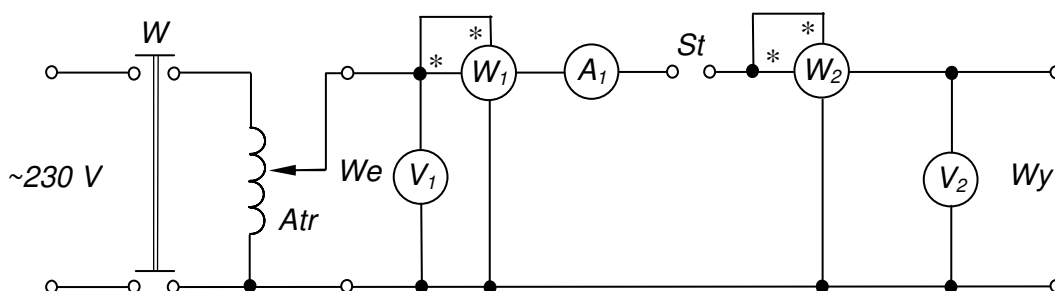 W
*
*
W₁
A₁
St
*
*
W₂
~230 V
Atr
We
V₁
V₂
Wy